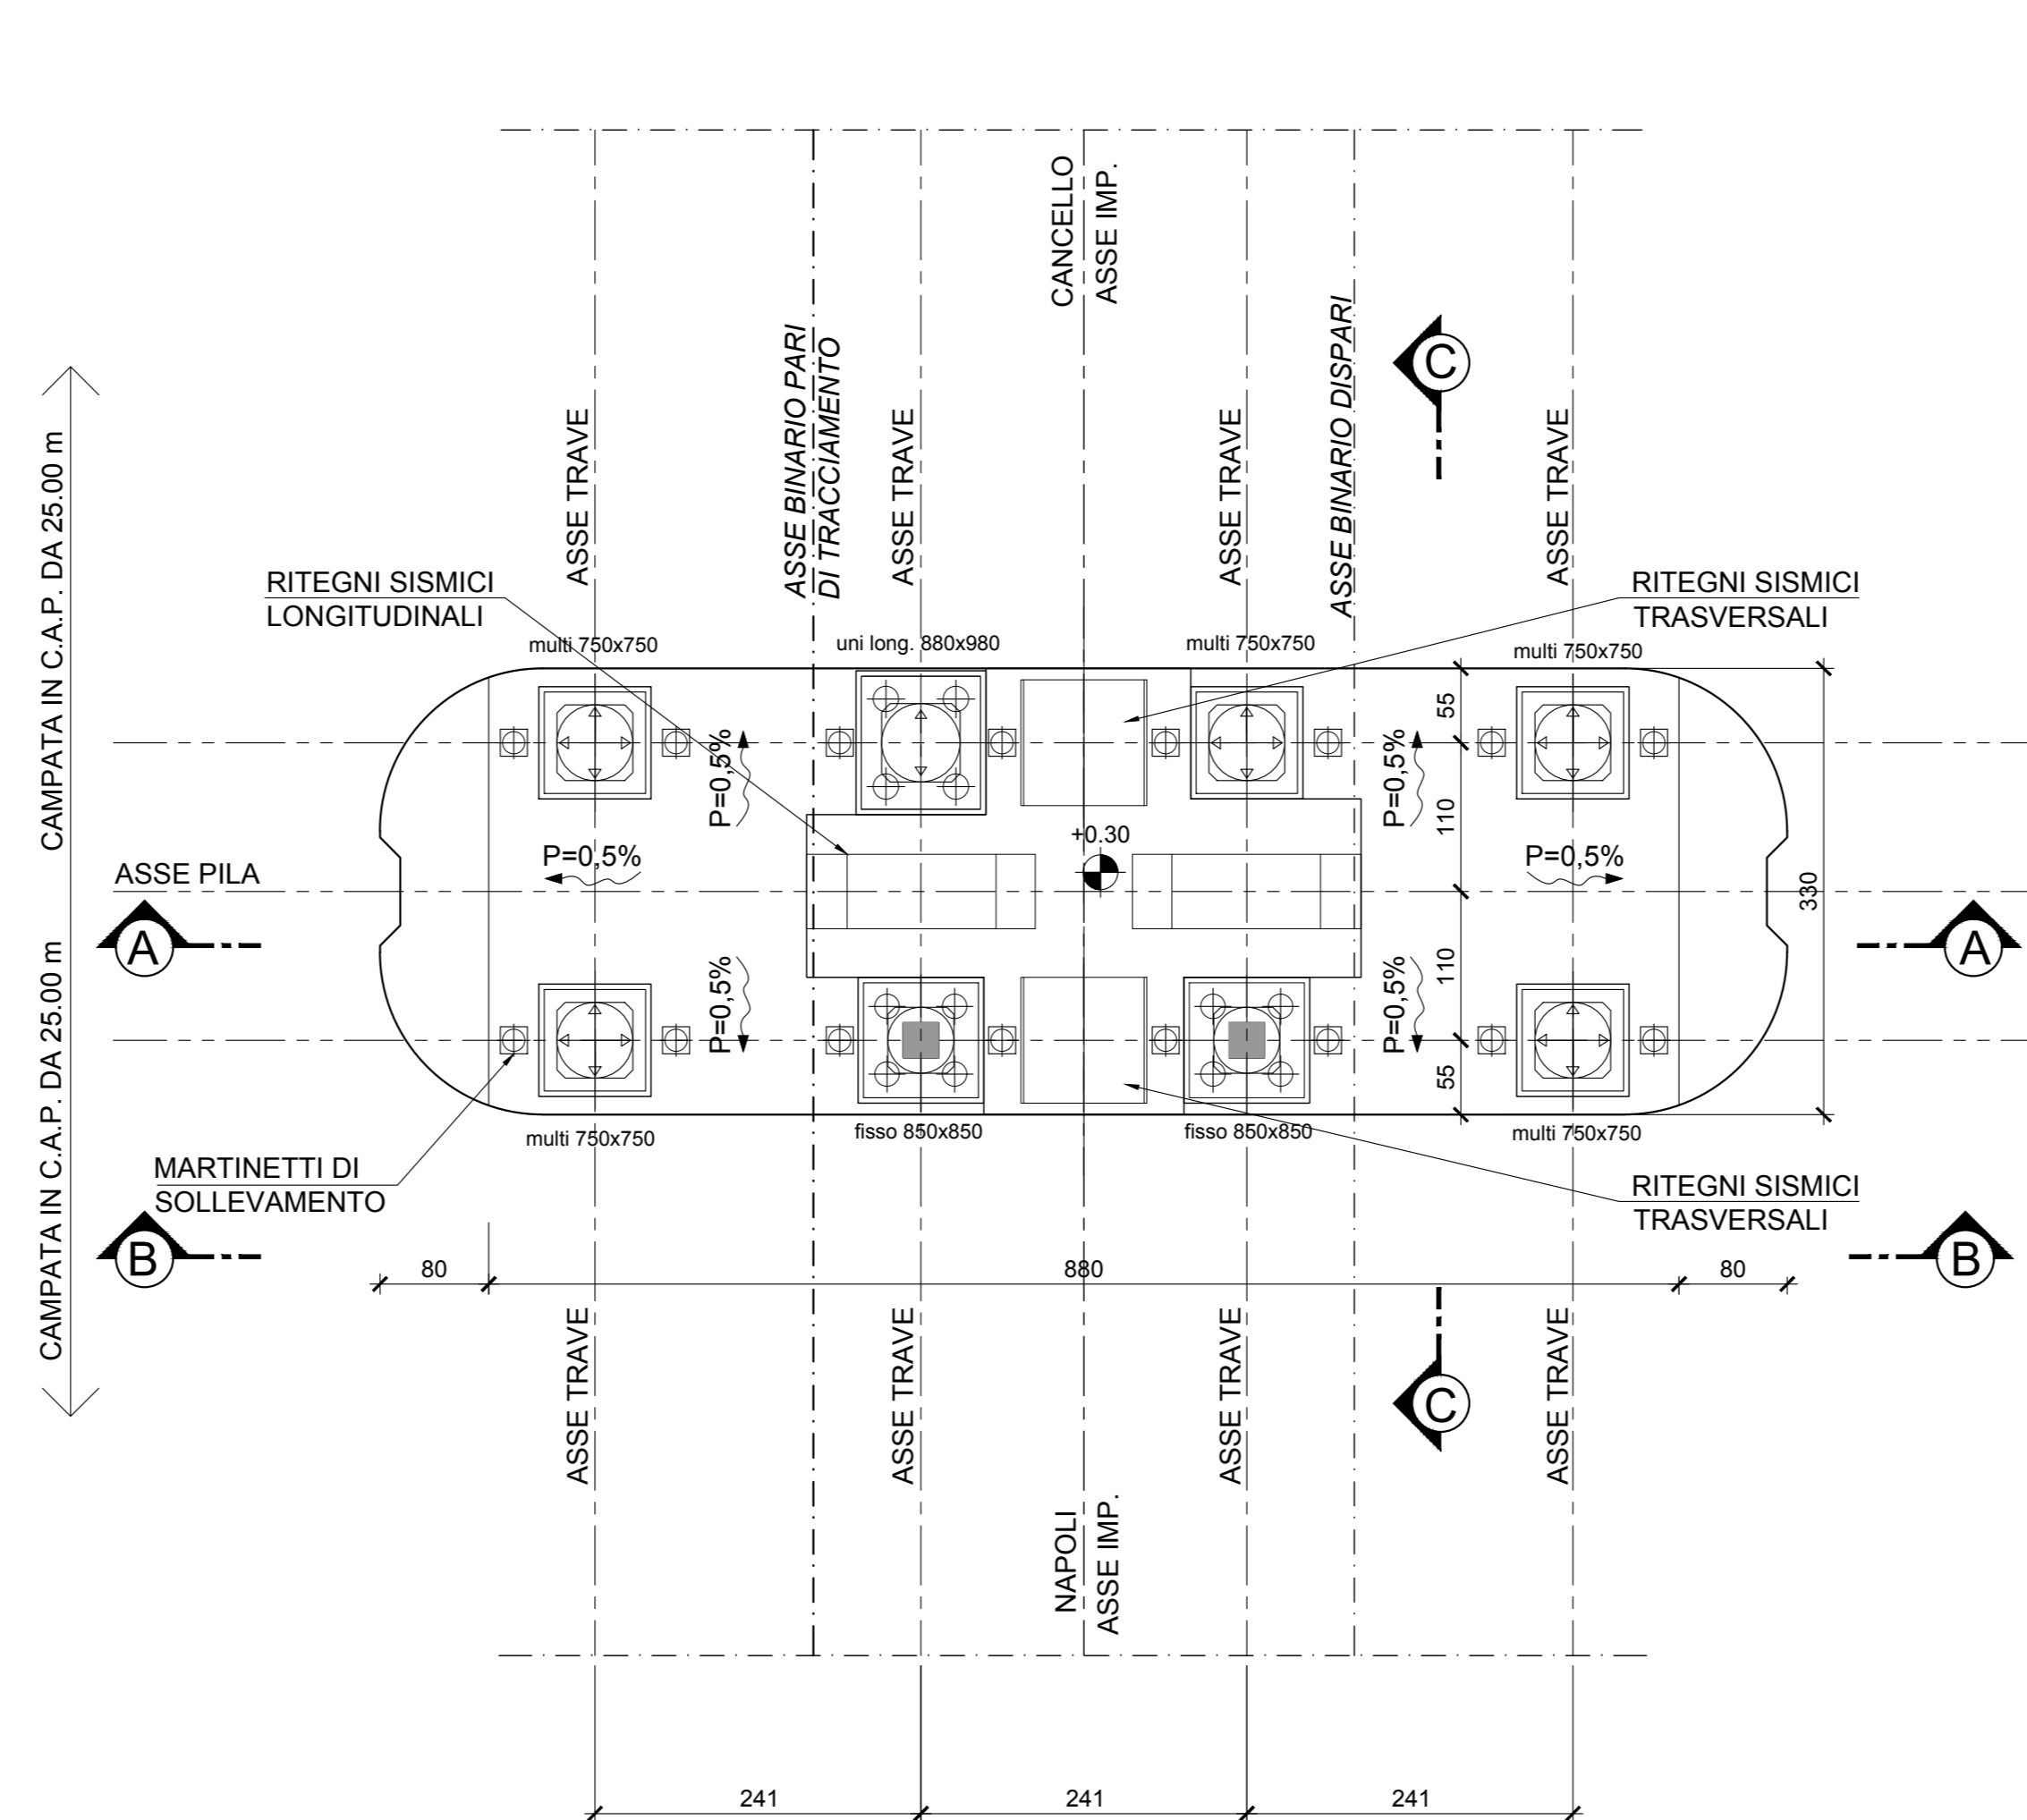 CANCELLO
ASSE IMP.
ASSE BINARIO PARI
DI TRACCIAMENTO
ASSE BINARIO DISPARI
C
ASSE TRAVE
ASSE TRAVE
ASSE TRAVE
ASSE TRAVE
CAMPATA IN C.A.P. DA 25.00 m
RITEGNI SISMICI
LONGITUDINALI
RITEGNI SISMICI
TRASVERSALI
multi 750x750
uni long. 880x980
multi 750x750
multi 750x750
55
P=0,5%
P=0,5%
110
+0.30
P=0,5%
P=0,5%
ASSE PILA
330
A
A
P=0,5%
P=0,5%
110
55
CAMPATA IN C.A.P. DA 25.00 m
multi 750x750
fisso 850x850
fisso 850x850
multi 750x750
MARTINETTI DI
SOLLEVAMENTO
RITEGNI SISMICI
TRASVERSALI
B
B
80
880
80
ASSE TRAVE
ASSE TRAVE
ASSE TRAVE
ASSE TRAVE
C
NAPOLI
ASSE IMP.
241
241
241